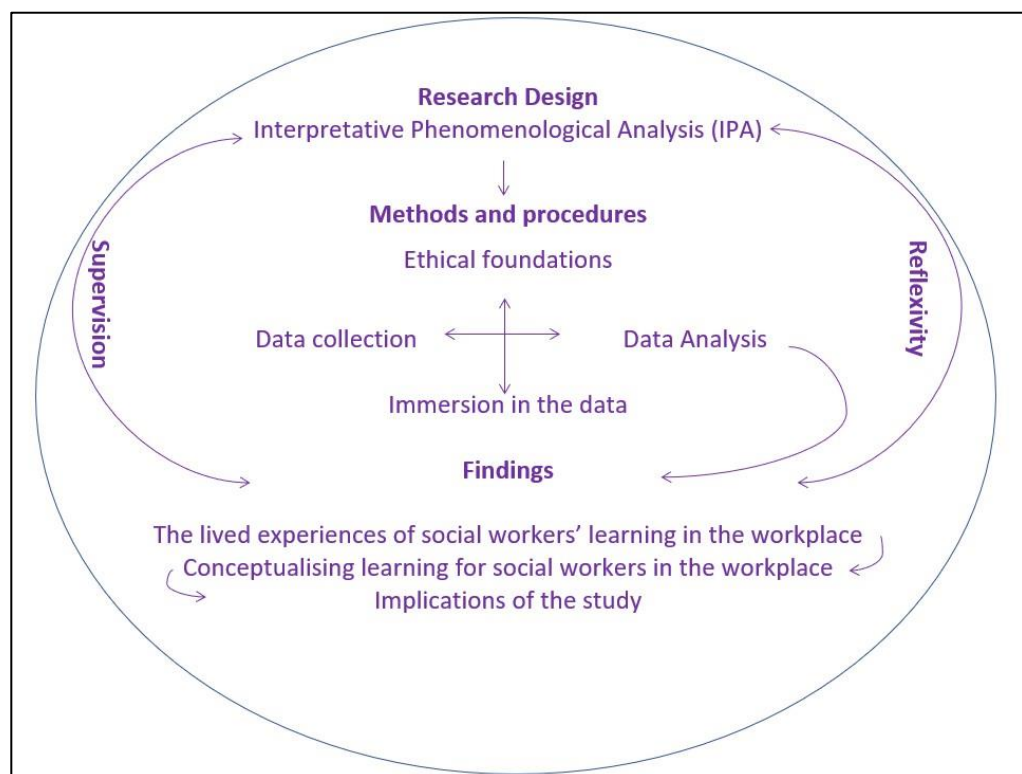 Research Design
Interpretative Phenomenological Analysis (IPA)
Methods and procedures
Ethical foundations
Supervision
Reflexivity
Data collection
Data Analysis
Immersion in the data
Findings
The lived experiences of social workers’ learning in the workplace
Conceptualising learning for social workers in the workplace
Implications of the study